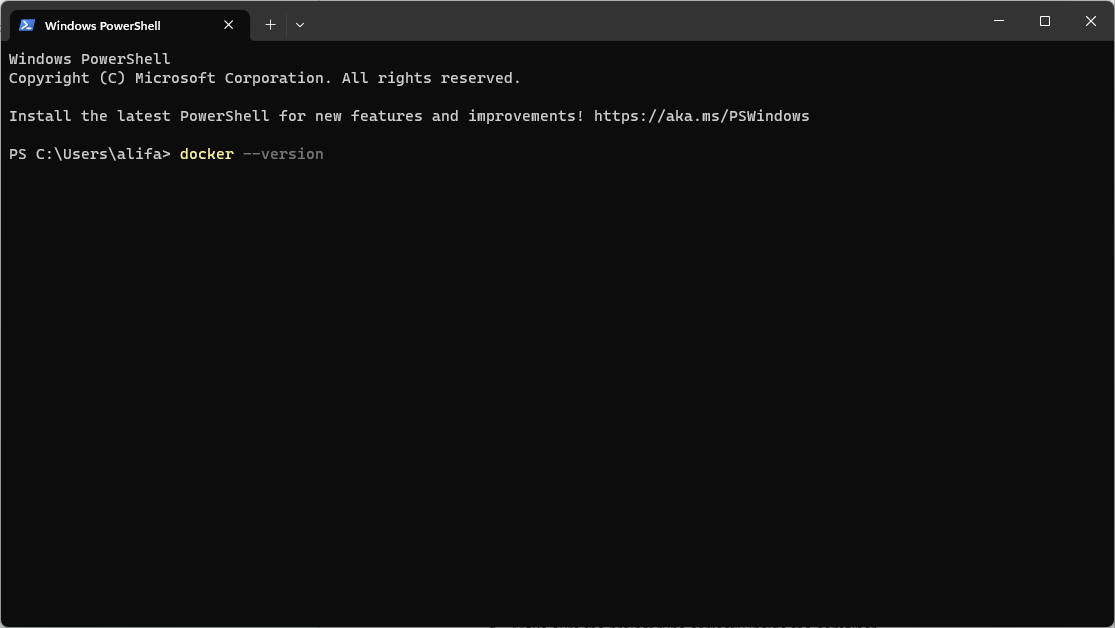 Windows PowerShell
Windows PowerShell
Copyright (C) Microsoft Corporation. All rights reserved.
Install the latest PowerShell for new features and improvements! https://aka.ms/PSWindows
PS C:\Users\alifa> docker --version